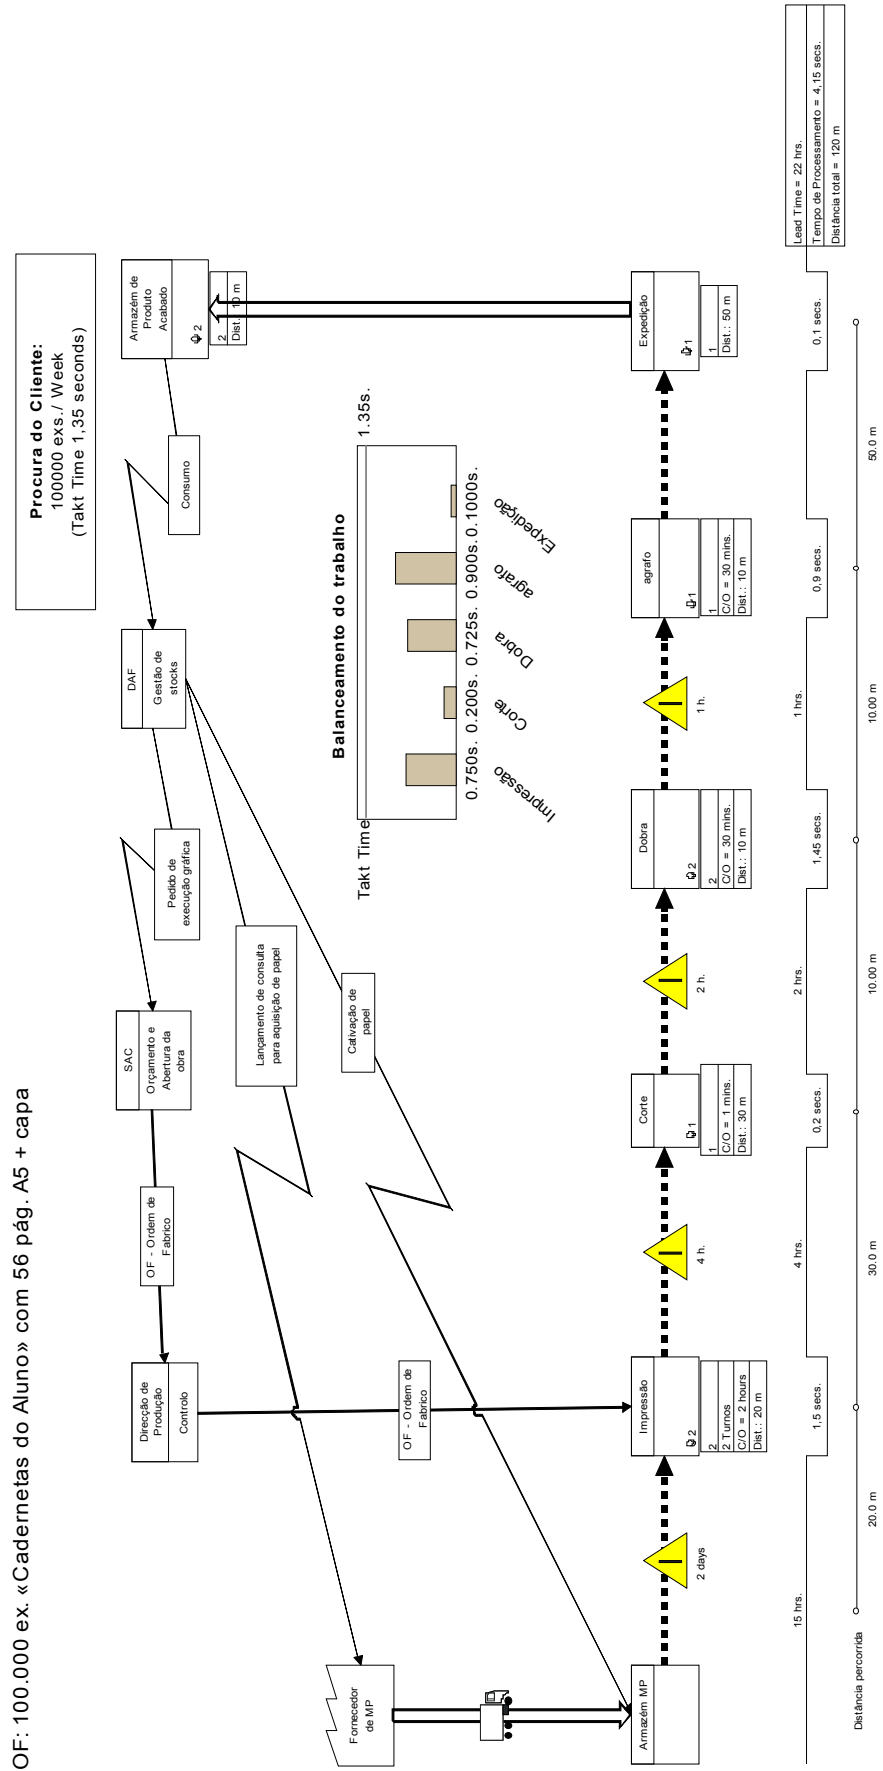 OF: 100.000 ex. «Cadernetas do Aluno» com 56 pág. A5 + capa
Procura do Cliente:
100000 exs./ Week
(Takt Time 1,35 seconds)
Direcção de
Produção
Controlo
OF - Ordem de
Fabrico
SAC
Orçamento e
Abertura da
obra
Pedido de
execução gráfica
DAF
Gestão de
stocks
Consumo
Armazém de
Produto
Acabado
2
2
Dist.: 10 m
Lançamento de consulta
para aquisição de papel
Cativação de
papel
OF - Ordem de
Fabrico
Fornecedor
de MP
Balanceamento do trabalho
Takt Time
1.35s.
0.750s. 0.200s. 0.725s. 0.900s. 0.1000s.
Impressão
Corte
Dobra
agrafo
Expedição
Armazém MP
2 days
Impressão
2
2
2 Turnos
C/O = 2 hours
Dist.: 20 m
4 h.
Corte
1
1
C/O = 1 mins.
Dist.: 30 m
2 h.
Dobra
2
2
C/O = 30 mins.
Dist.: 10 m
1 h.
agrafo
1
1
C/O = 30 mins.
Dist.: 10 m
Expedição
1
1
Dist.: 50 m
15 hrs.
1,5 secs.
4 hrs.
0,2 secs.
2 hrs.
1,45 secs.
1 hrs.
0,9 secs.
0,1 secs.
Lead Time = 22 hrs.
Tempo de Processamento = 4,15 secs.
Distância total = 120 m
Distância percorrida
20.0 m
30.0 m
10.00 m
10.00 m
50.0 m